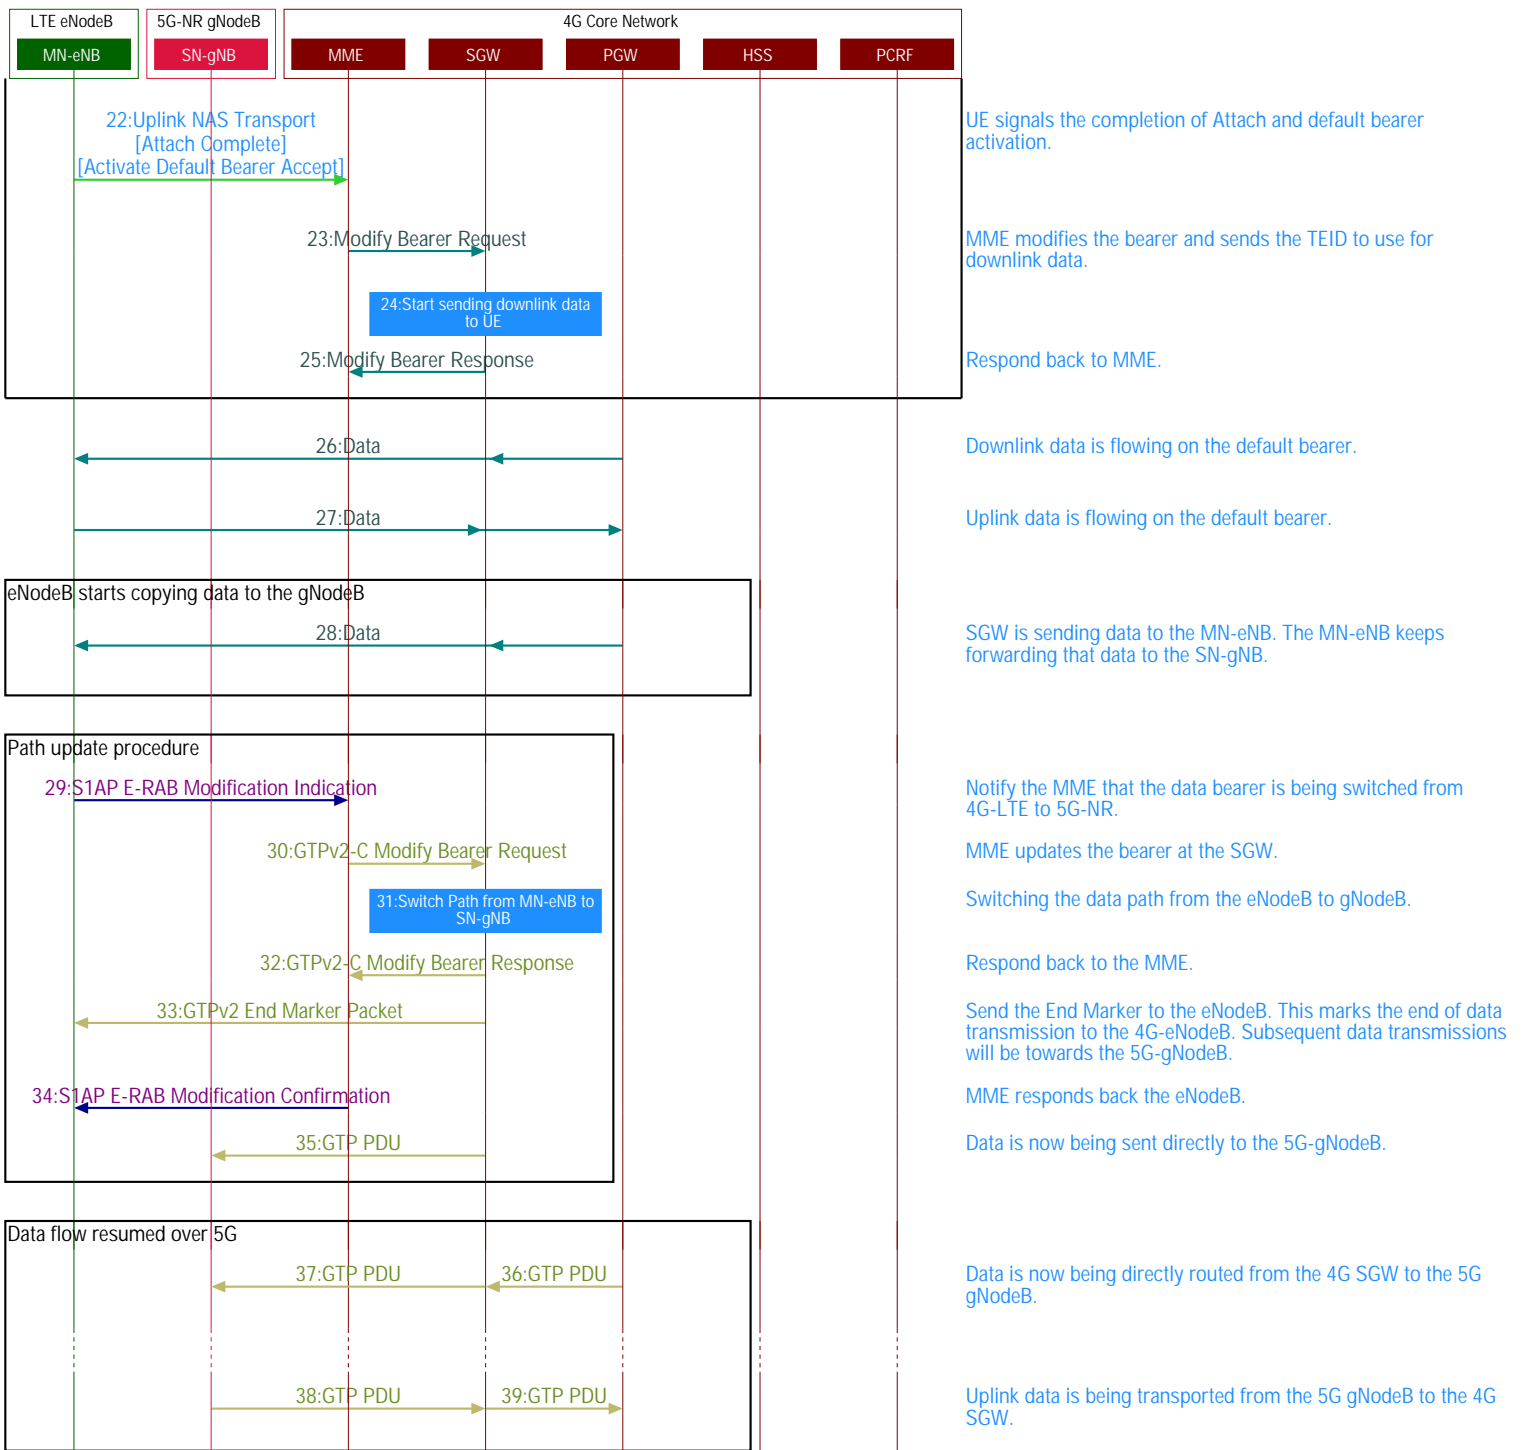 LTE eNodeB
5G-NR gNodeB
4G Core Network
MN-eNB
SN-gNB
MME
SGW
PGW
HSS
PCRF
22:Uplink NAS Transport
[Attach Complete]
[Activate Default Bearer Accept]
UE signals the completion of Attach and default bearer
activation.
23:Modify Bearer Request
MME modifies the bearer and sends the TEID to use for
downlink data.
24:Start sending downlink data
to UE
25:Modify Bearer Response
Respond back to MME.
26:Data
Downlink data is flowing on the default bearer.
27:Data
Uplink data is flowing on the default bearer.
eNodeB starts copying data to the gNodeB
28:Data
SGW is sending data to the MN-eNB. The MN-eNB keeps
forwarding that data to the SN-gNB.
Path update procedure
29:S1AP E-RAB Modification Indication
Notify the MME that the data bearer is being switched from
4G-LTE to 5G-NR.
30:GTPv2-C Modify Bearer Request
MME updates the bearer at the SGW.
31:Switch Path from MN-eNB to
SN-gNB
Switching the data path from the eNodeB to gNodeB.
32:GTPv2-C Modify Bearer Response
Respond back to the MME.
33:GTPv2 End Marker Packet
Send the End Marker to the eNodeB. This marks the end of data
transmission to the 4G-eNodeB. Subsequent data transmissions
will be towards the 5G-gNodeB.
34:S1AP E-RAB Modification Confirmation
MME responds back the eNodeB.
35:GTP PDU
Data is now being sent directly to the 5G-gNodeB.
Data flow resumed over 5G
37:GTP PDU
36:GTP PDU
Data is now being directly routed from the 4G SGW to the 5G
gNodeB.
38:GTP PDU
39:GTP PDU
Uplink data is being transported from the 5G gNodeB to the 4G
SGW.